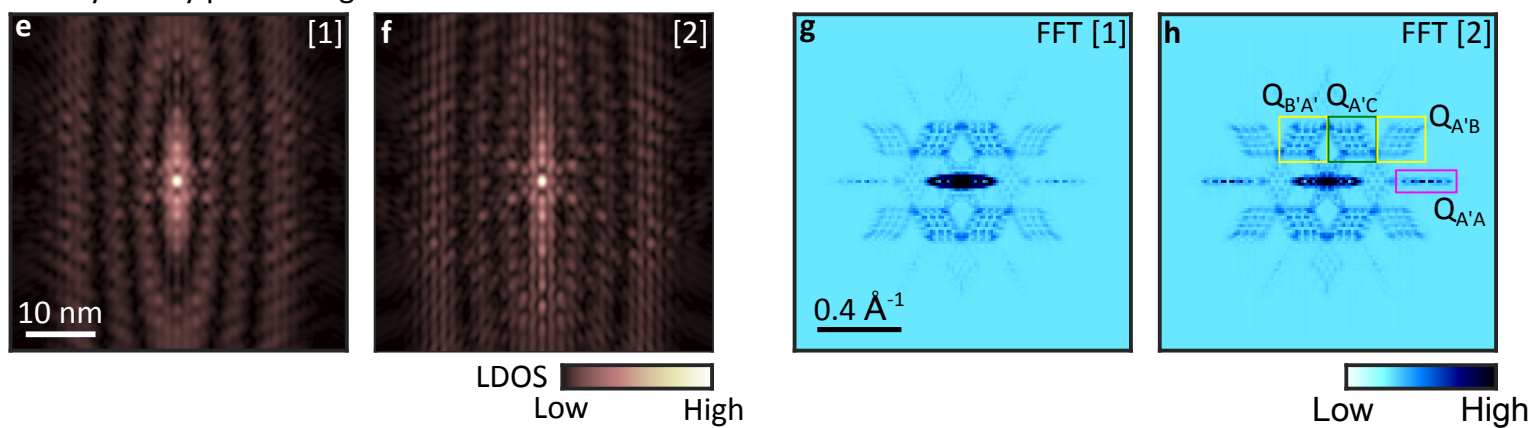 e [1] f [2] g FFT [1] h FFT [2]
Q_B'A' Q_A'C Q_A'B
Q_A'A
10 nm 0.4 Å⁻¹
LDOS
Low High Low High